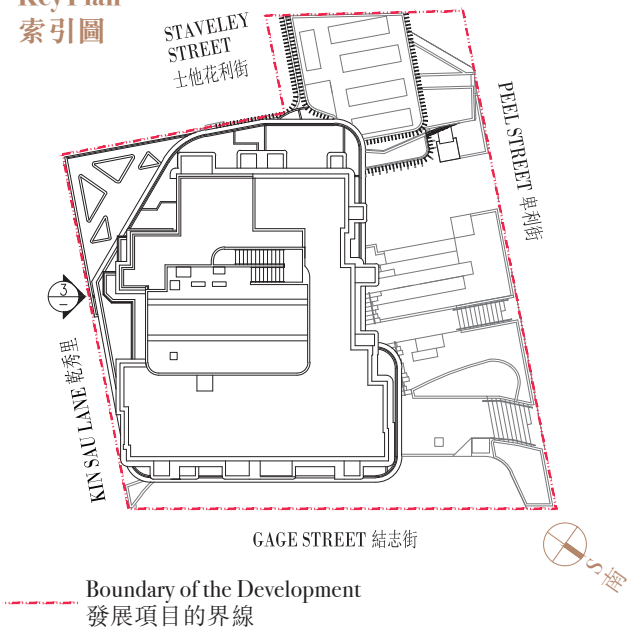 Key Plan
索引圖
STAVELEY
STREET
士他花利街
PEEL STREET 卑利街
3
KIN SAU LANE 乾秀里
GAGE STREET 結志街
S 南
Boundary of the Development
發展項目的界線